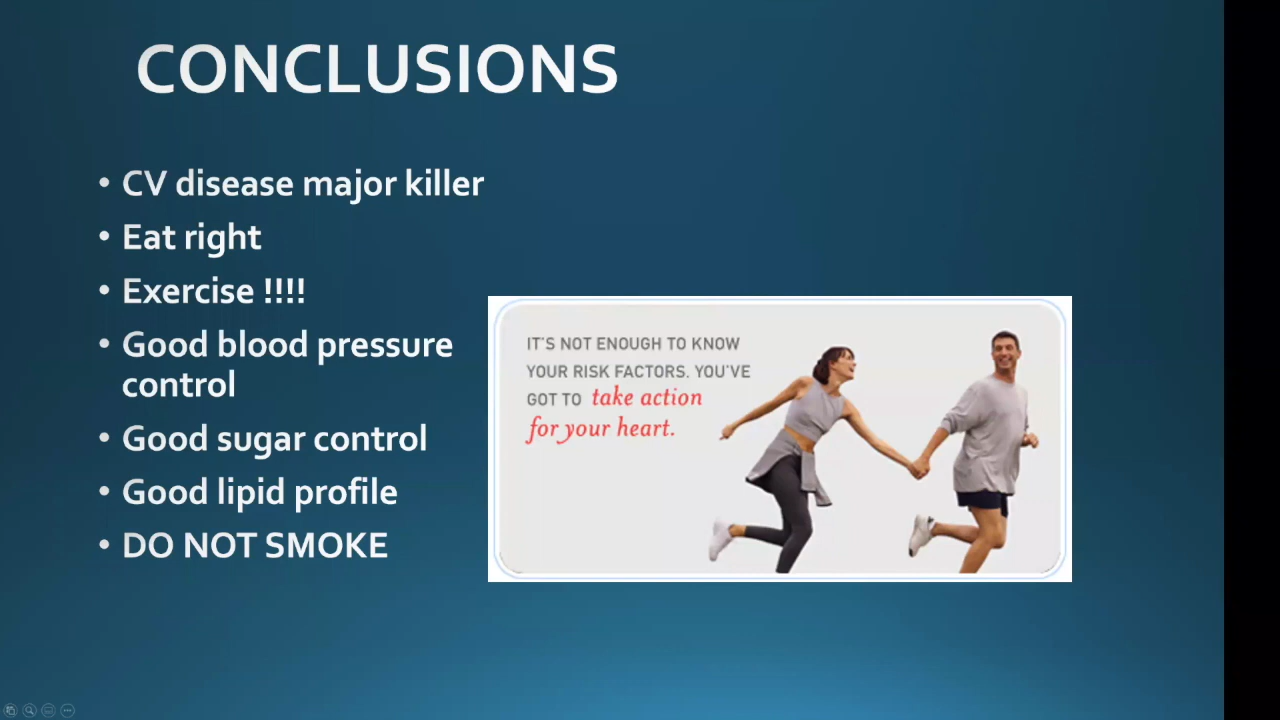 CONCLUSIONS
• CV disease major killer
• Eat right
• Exercise !!!!
• Good blood pressure
control
• Good sugar control
• Good lipid profile
• DO NOT SMOKE
IT'S NOT ENOUGH TO KNOW
YOUR RISK FACTORS. YOU'VE
GOT TO take action
for your heart.